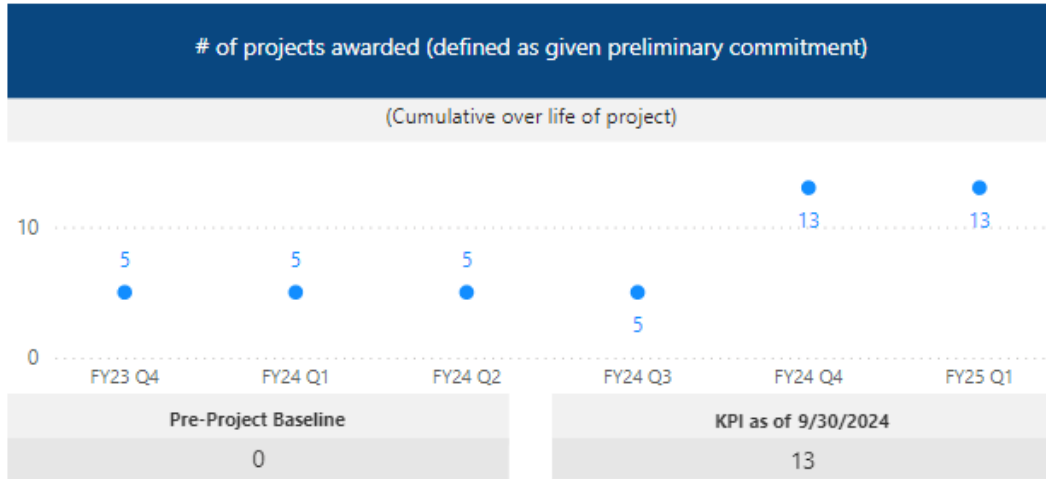 # of projects awarded (defined as given preliminary commitment)
(Cumulative over life of project)
13 13
10
5 5 5
5
0
FY23 Q4 FY24 Q1 FY24 Q2 FY24 Q3 FY24 Q4 FY25 Q1
Pre-Project Baseline KPI as of 9/30/2024
0 13